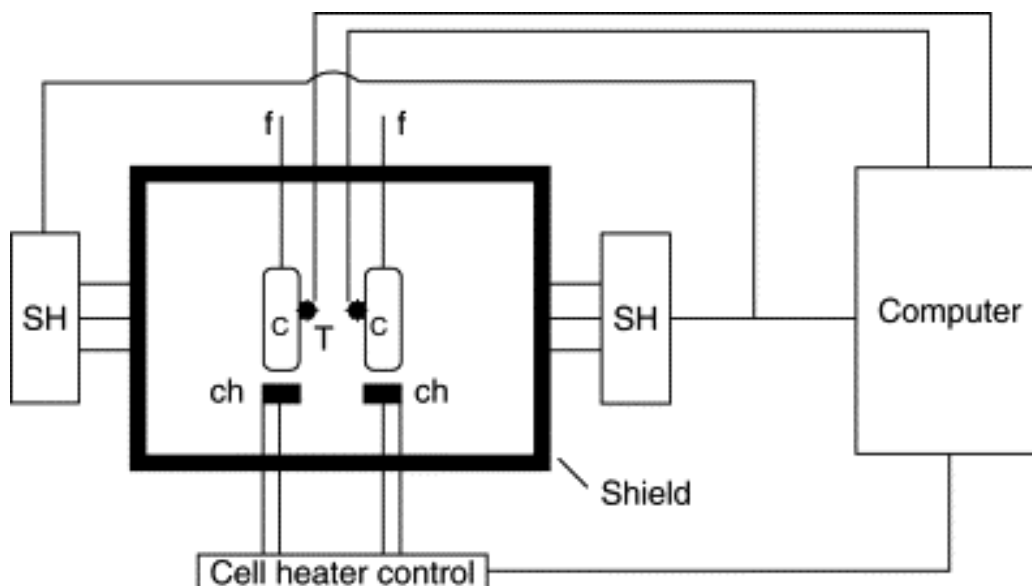 f
f
SH
C
T
C
SH
Computer
ch
ch
Shield
Cell heater control